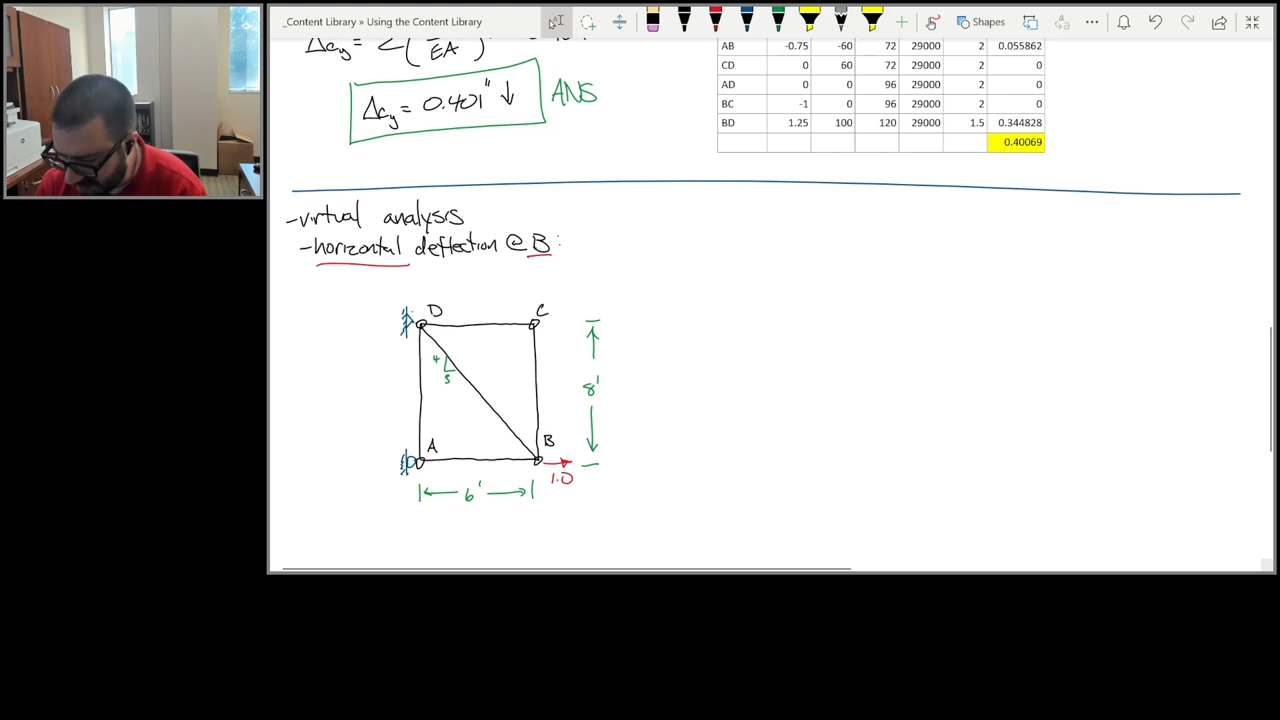 _Content Library » Using the Content Library
Shapes
EA
Δcy = 0.401" ↓ ANS
AB -0.75 -60 72 29000 2 0.055862
CD 0 60 72 29000 2 0
AD 0 0 96 29000 2 0
BC -1 0 96 29000 2 0
BD 1.25 100 120 29000 1.5 0.344828
0.40069
-virtual analysis
-horizontal deflection @ B:
D C
4
3
8'
A B
1.0
6'